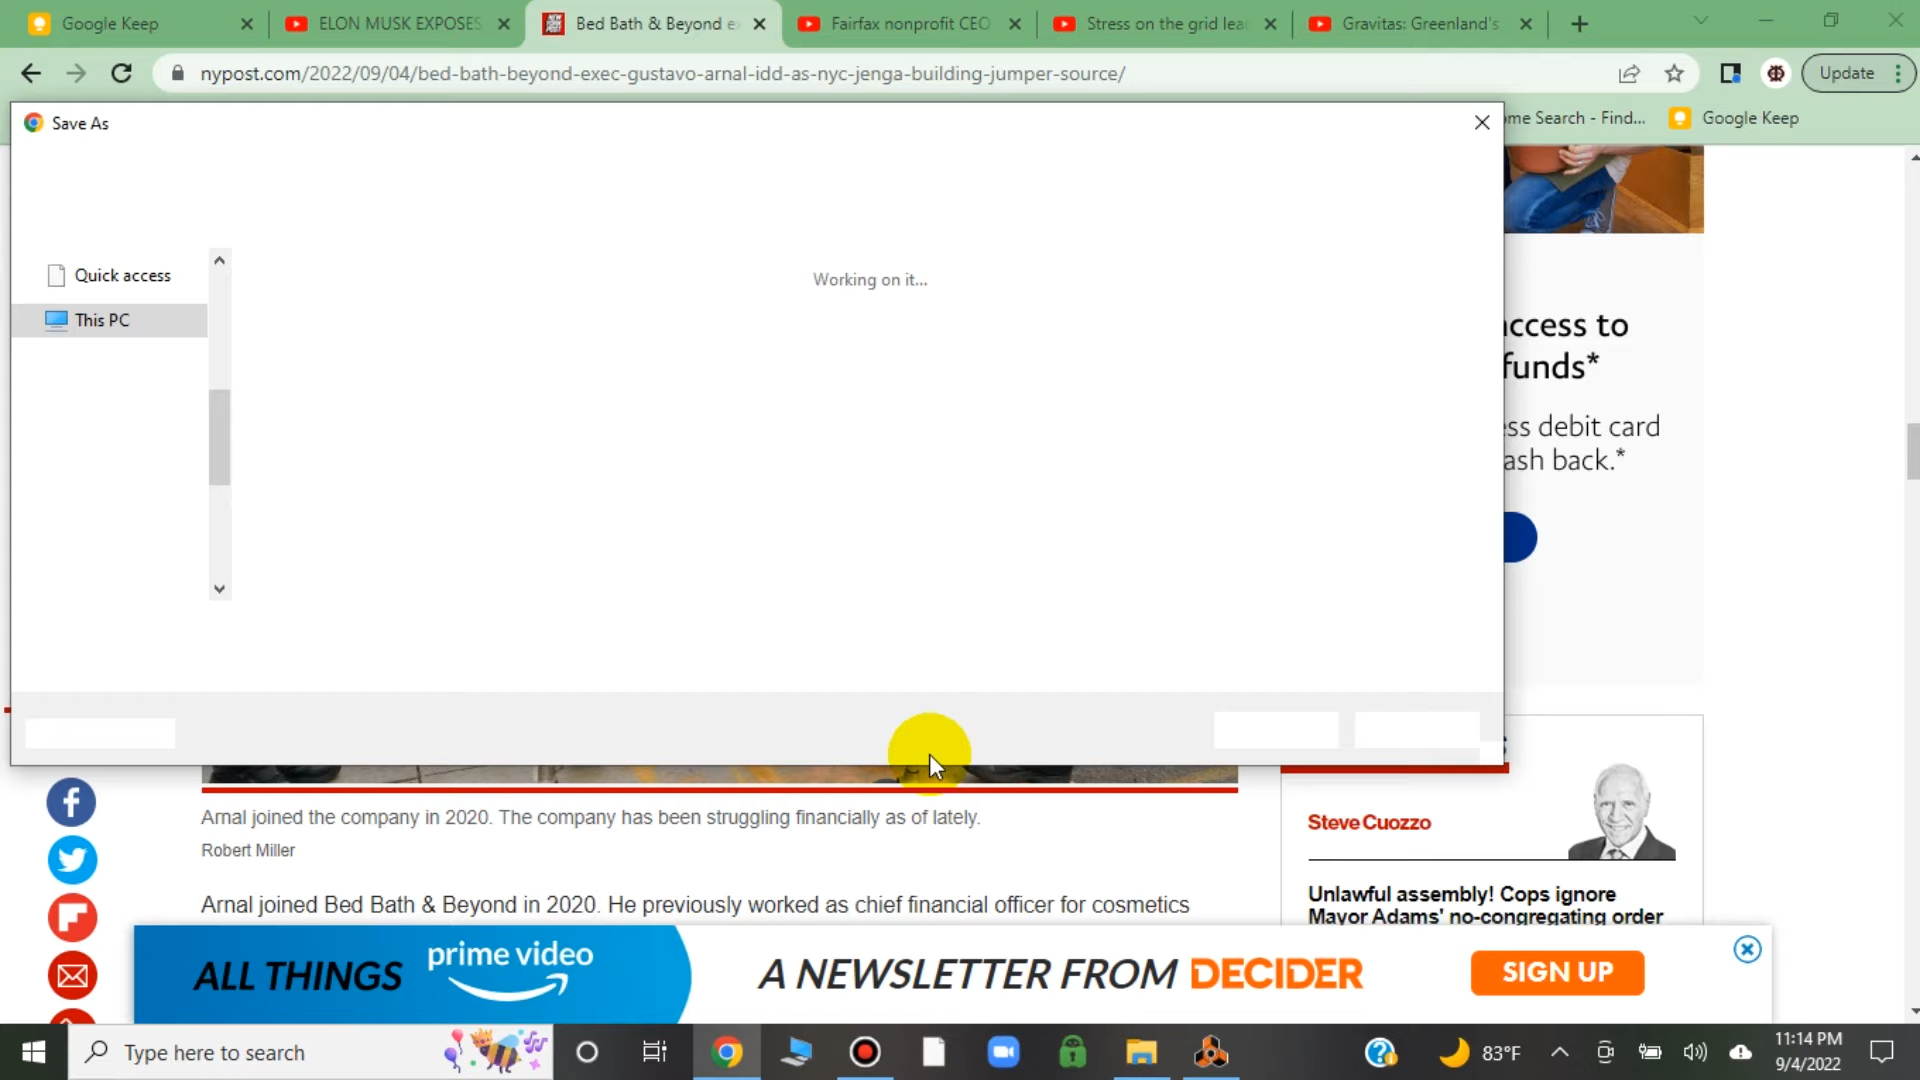 Google Keep
ELON MUSK EXPOSES
Bed Bath & Beyond e
Fairfax nonprofit CEO
Stress on the grid lea
Gravitas: Greenland's
nypost.com/2022/09/04/bed-bath-beyond-exec-gustavo-arnal-idd-as-nyc-jenga-building-jumper-source/
Update
Save As
ome Search - Find...
Google Keep
Quick access
This PC
Working on it...
access to
funds*
ess debit card
ash back.*
Arnal joined the company in 2020. The company has been struggling financially as of lately.
Robert Miller
Arnal joined Bed Bath & Beyond in 2020. He previously worked as chief financial officer for cosmetics
Steve Cuozzo
Unlawful assembly! Cops ignore
Mayor Adams' no-congregating order
ALL THINGS prime video
A NEWSLETTER FROM DECIDER
SIGN UP
Type here to search
83°F
11:14 PM
9/4/2022